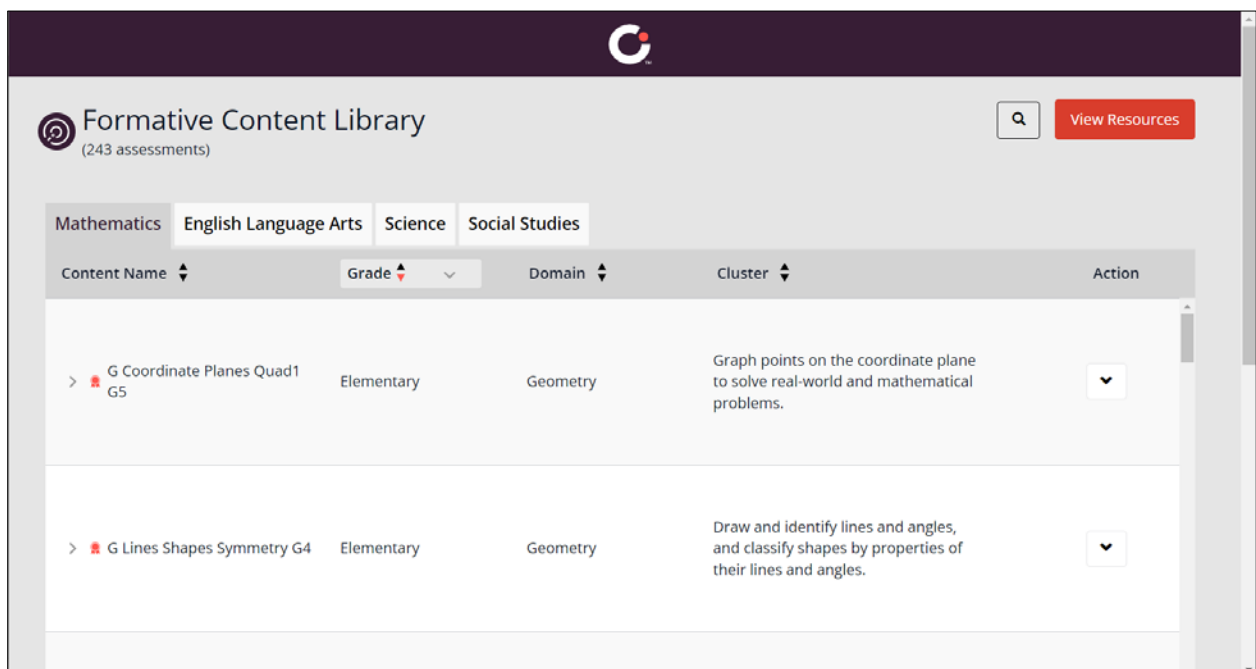 Formative Content Library
(243 assessments)
View Resources
Mathematics English Language Arts Science Social Studies
Content Name Grade Domain Cluster Action
G Coordinate Planes Quad1
G5
Elementary
Geometry
Graph points on the coordinate plane
to solve real-world and mathematical
problems.
G Lines Shapes Symmetry G4
Elementary
Geometry
Draw and identify lines and angles,
and classify shapes by properties of
their lines and angles.